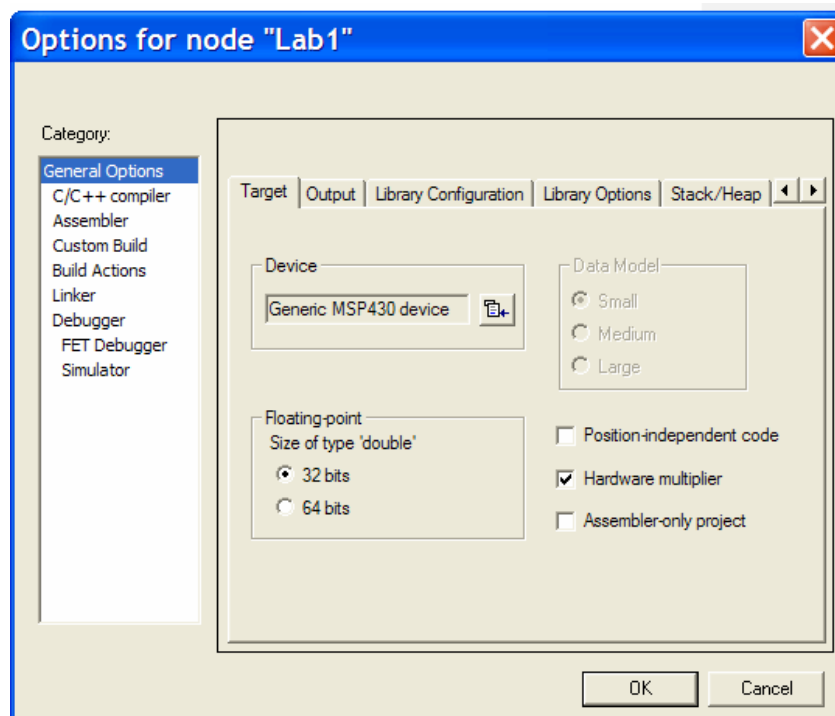 Options for node "Lab1"
Category:
General Options
C/C++ compiler
Assembler
Custom Build
Build Actions
Linker
Debugger
FET Debugger
Simulator
Target Output Library Configuration Library Options Stack/Heap
Device
Generic MSP430 device
Data Model
Small
Medium
Large
Floating-point
Size of type 'double'
32 bits
64 bits
Position-independent code
Hardware multiplier
Assembler-only project
OK Cancel